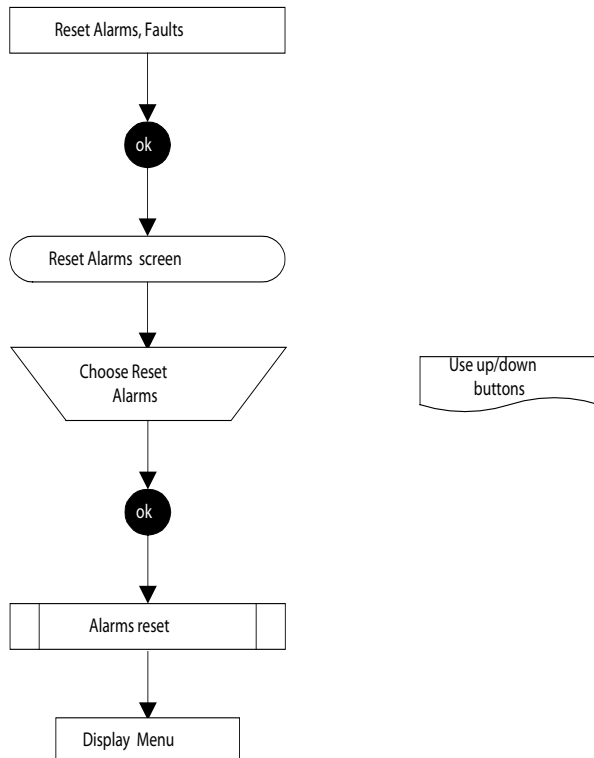 Reset Alarms, Faults
ok
Reset Alarms screen
Choose Reset
Alarms
Use up/down
buttons
ok
Alarms reset
Display Menu